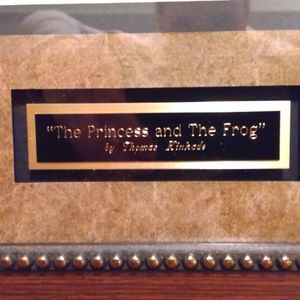 "The Princess and The Frog"
by Thomas Kinkade